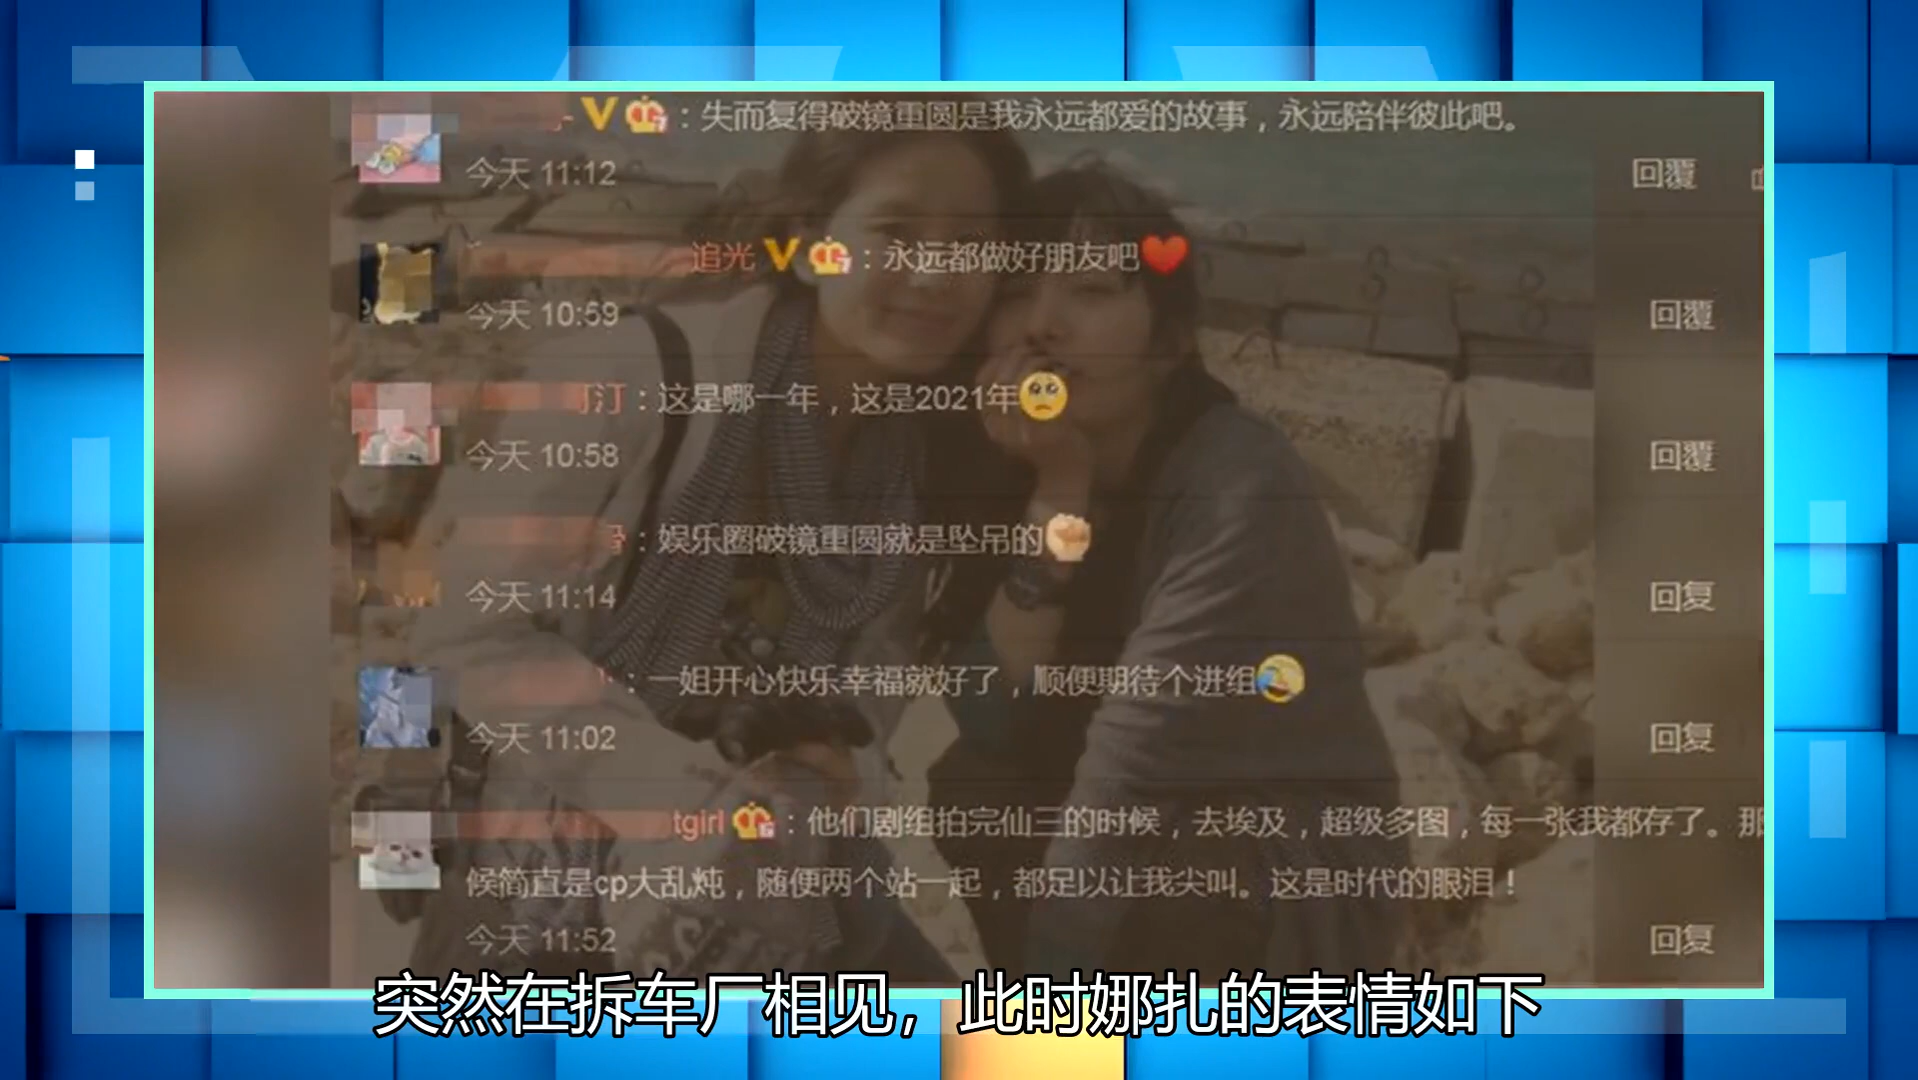 ：失而复得破镜重圆是我永远都爱的故事，永远陪伴彼此吧。
今天 11:12
回覆
追光：永远都做好朋友吧
今天 10:59
回覆
汀：这是哪一年，这是2021年
今天 10:58
回覆
：娱乐圈破镜重圆就是坠吊的
今天 11:14
回复
：一姐开心快乐幸福就好了，顺便期待个进组
今天 11:02
回复
tgirl：他们剧组拍完仙三的时候，去埃及，超级多图，每一张我都存了。那
候简直是cp大乱炖，随便两个站一起，都足以让我尖叫。这是时代的眼泪！
今天 11:52
回复
突然在拆车厂相见，此时娜扎的表情如下